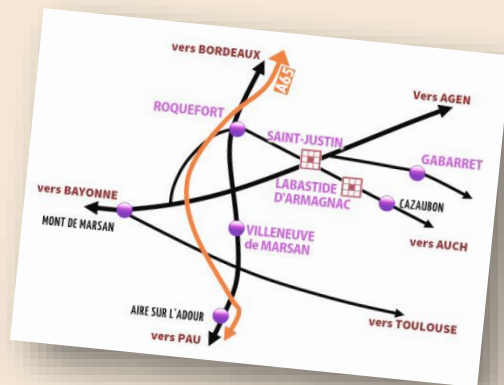 vers BORDEAUX
A65
Vers AGEN
ROQUEFORT
SAINT-JUSTIN
GABARRET
LABASTIDE
D'ARMAGNAC
vers BAYONNE
CAZAUBON
MONT DE MARSAN
VILLENEUVE
de MARSAN
vers AUCH
AIRE SUR L'ADOUR
vers PAU
vers TOULOUSE